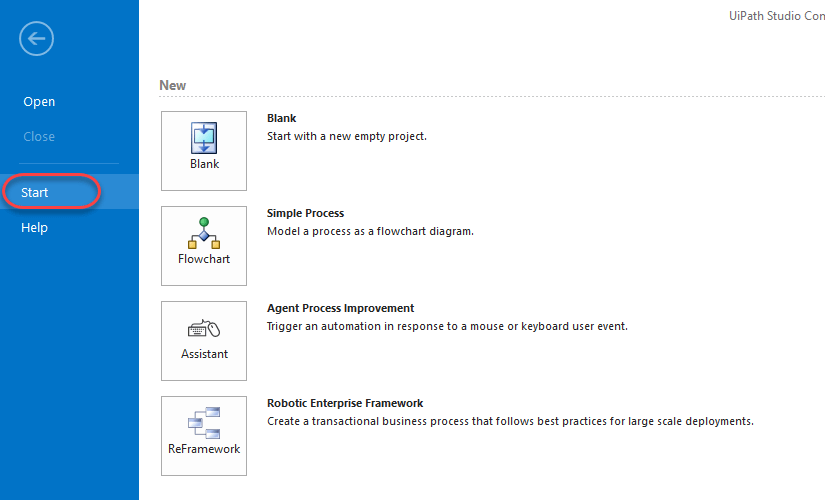 UiPath Studio Con
Open
Close
Start
Help
New
Blank
Blank
Start with a new empty project.
Flowchart
Simple Process
Model a process as a flowchart diagram.
Assistant
Agent Process Improvement
Trigger an automation in response to a mouse or keyboard user event.
ReFramework
Robotic Enterprise Framework
Create a transactional business process that follows best practices for large scale deployments.